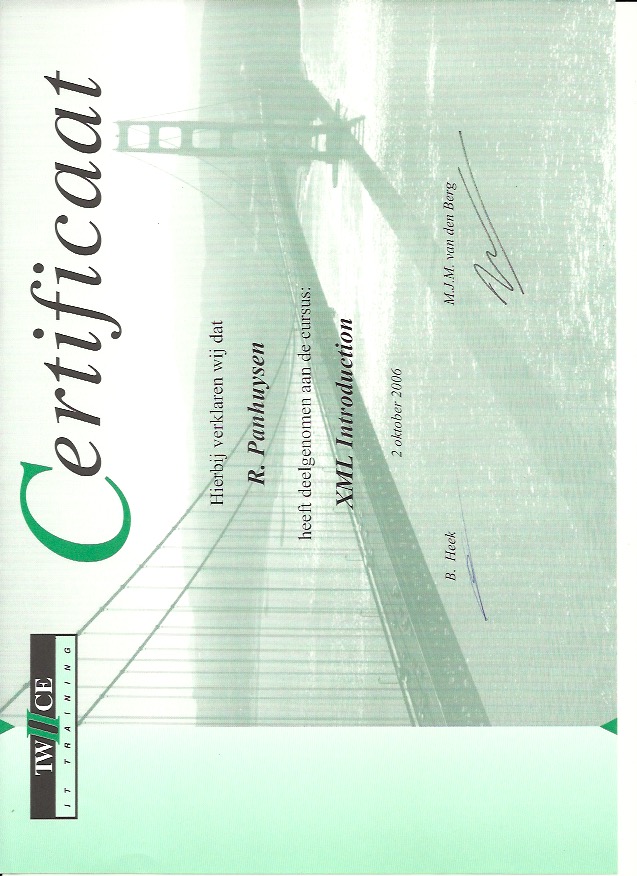 TWIICE
IT TRAINING
Certificaat
Hierbij verklaren wij dat
R. Panhuysen
heeft deelgenomen aan de cursus:
XML Introduction
2 oktober 2006
B. Heek
M.J.M. van den Berg